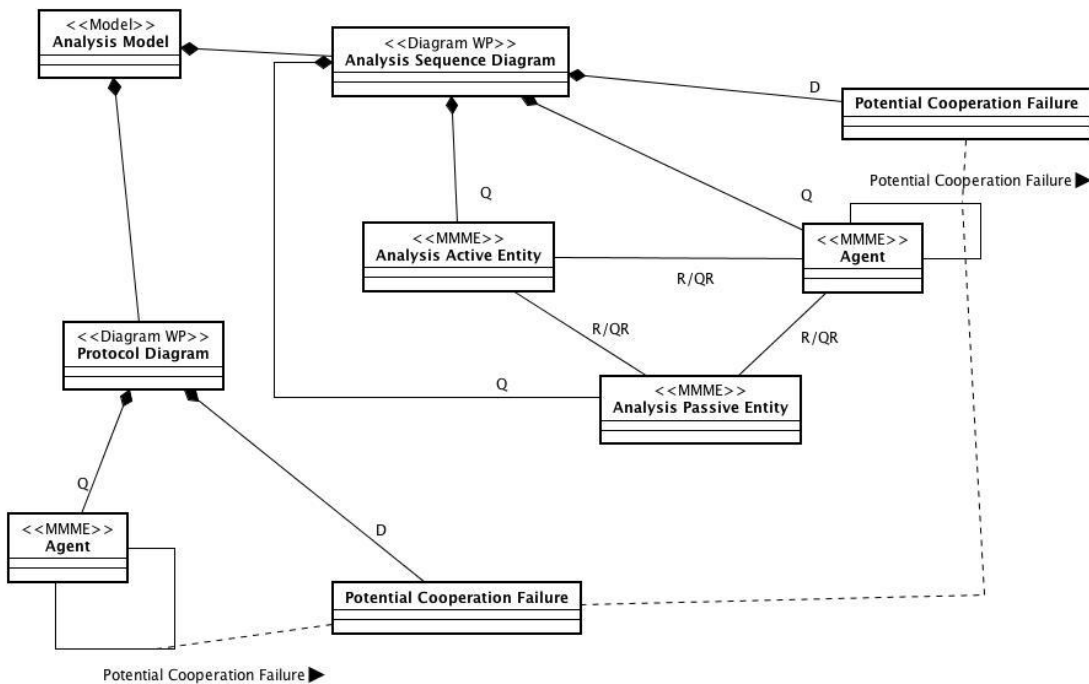 <<Model>>
Analysis Model
<<Diagram WP>>
Analysis Sequence Diagram
D
Potential Cooperation Failure
Potential Cooperation Failure ▶
Q
Q
<<MMME>>
Analysis Active Entity
<<MMME>>
Agent
R/QR
R/QR
R/QR
<<Diagram WP>>
Protocol Diagram
Q
<<MMME>>
Analysis Passive Entity
Q
<<MMME>>
Agent
D
Potential Cooperation Failure
Potential Cooperation Failure ▶